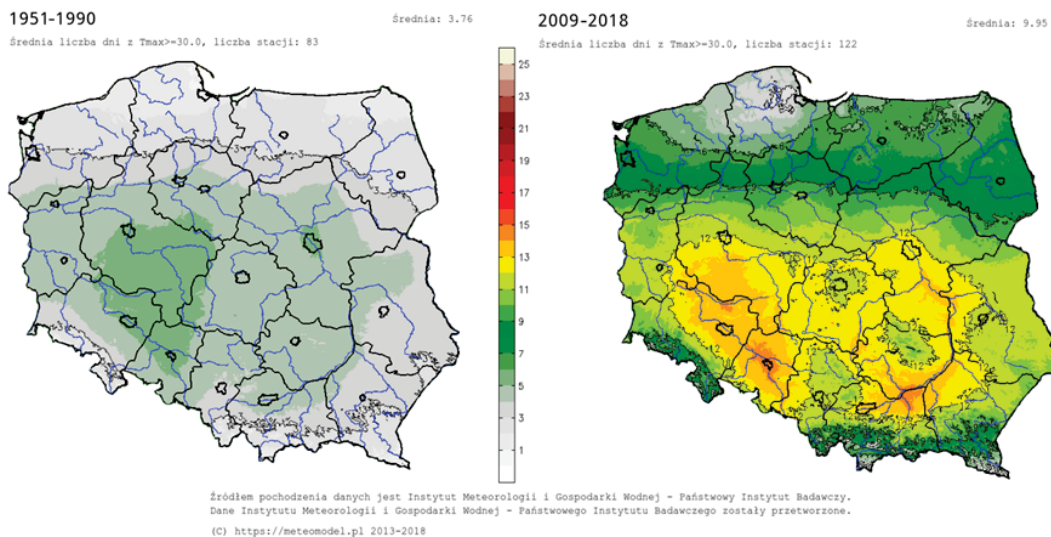 1951-1990
Średnia: 3.76
Średnia liczba dni z Tmax>=30.0, liczba stacji: 83
2009-2018
Średnia: 9.95
Średnia liczba dni z Tmax>=30.0, liczba stacji: 122
25
23
21
19
17
15
13
11
9
7
5
3
1
Źródłem pochodzenia danych jest Instytut Meteorologii i Gospodarki Wodnej - Państwowy Instytut Badawczy.
Dane Instytutu Meteorologii i Gospodarki Wodnej - Państwowego Instytutu Badawczego zostały przetworzone.
(C) https://meteomodel.pl 2013-2018